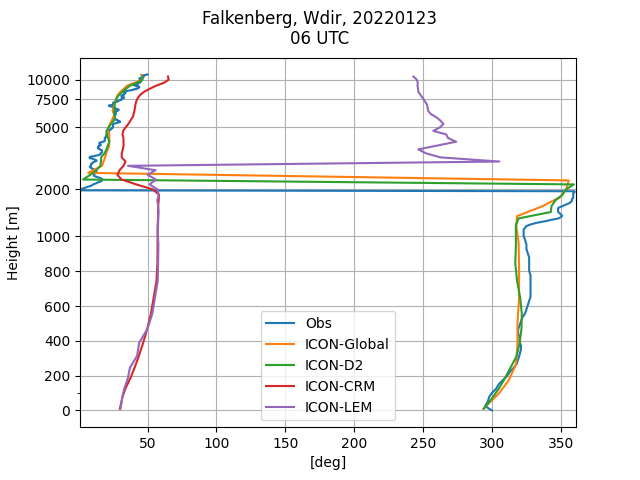 Falkenberg, Wdir, 20220123
06 UTC
Height [m]
10000
7500
5000
2000
1000
800
600
400
200
0
50
100
150
200
250
300
350
[deg]
Obs
ICON-Global
ICON-D2
ICON-CRM
ICON-LEM